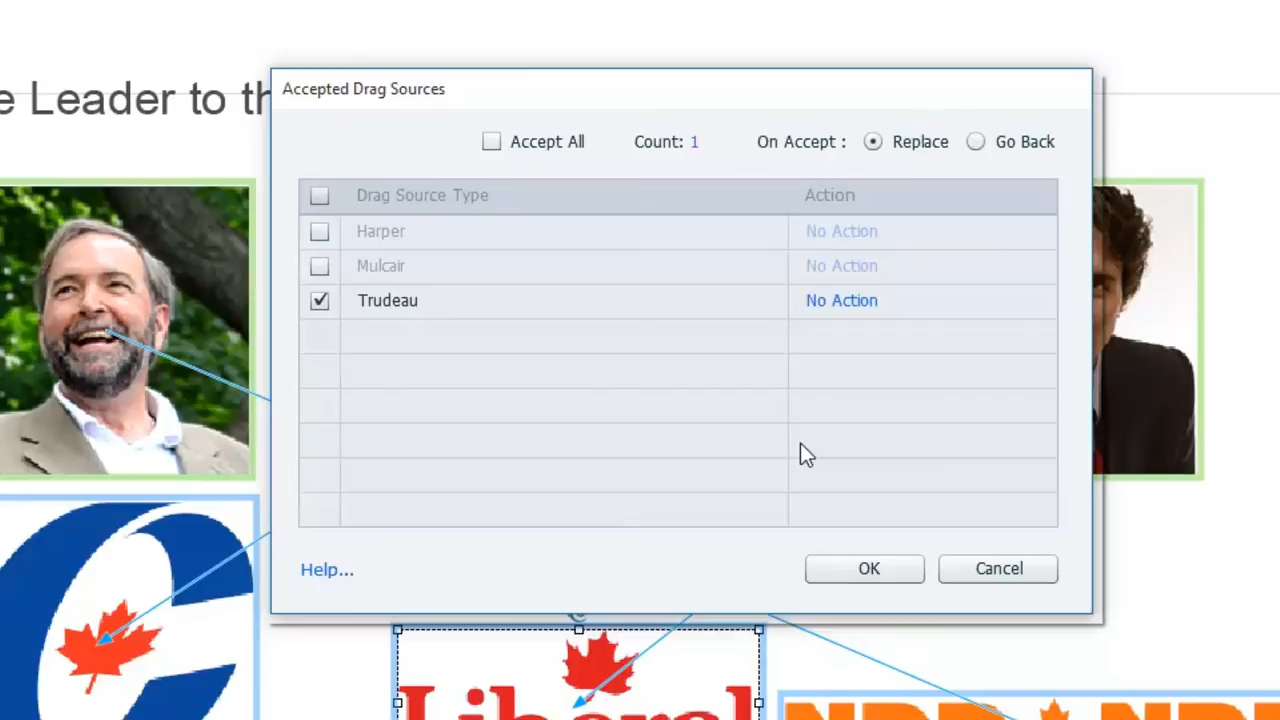 e Leader to th
Accepted Drag Sources
Accept All Count: 1 On Accept : Replace Go Back
Drag Source Type Action
Harper No Action
Mulcair No Action
Trudeau No Action
Help... OK Cancel
Liberal
NDP NDP